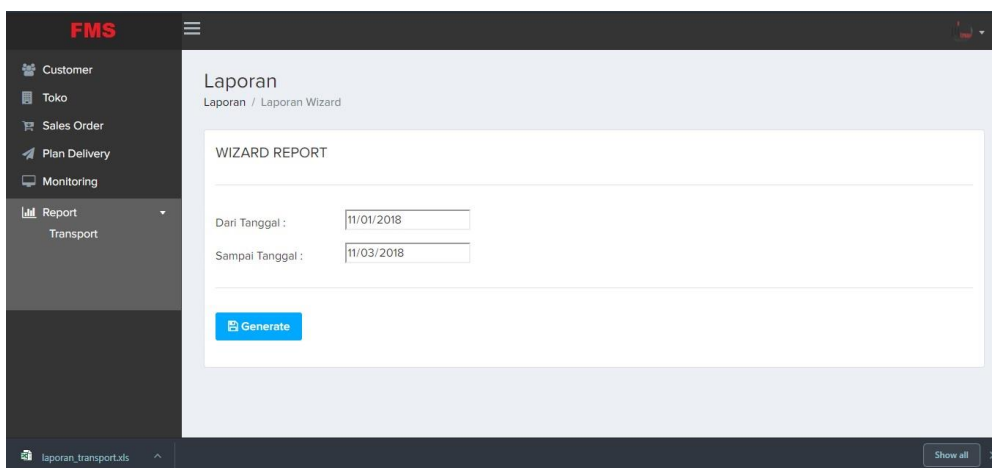 FMS
Customer
Toko
Sales Order
Plan Delivery
Monitoring
Report
Transport
Laporan
Laporan / Laporan Wizard
WIZARD REPORT
Dari Tanggal :
11/01/2018
Sampai Tanggal :
11/03/2018
Generate
laporan_transport.xls
Show all